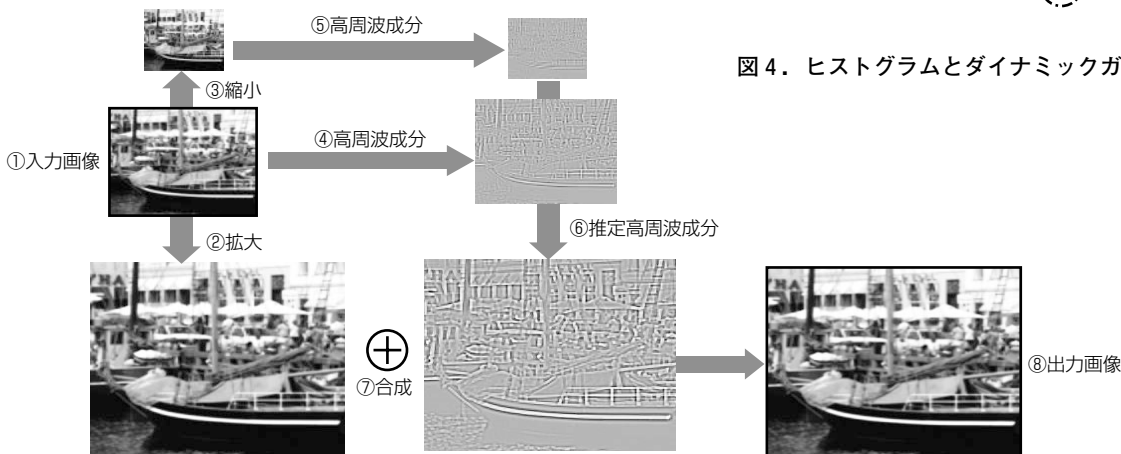 ⑤高周波成分
図 4．ヒストグラムとダイナミックガ
③縮小
④高周波成分
①入力画像
⑥推定高周波成分
②拡大
⑦合成
⑧出力画像